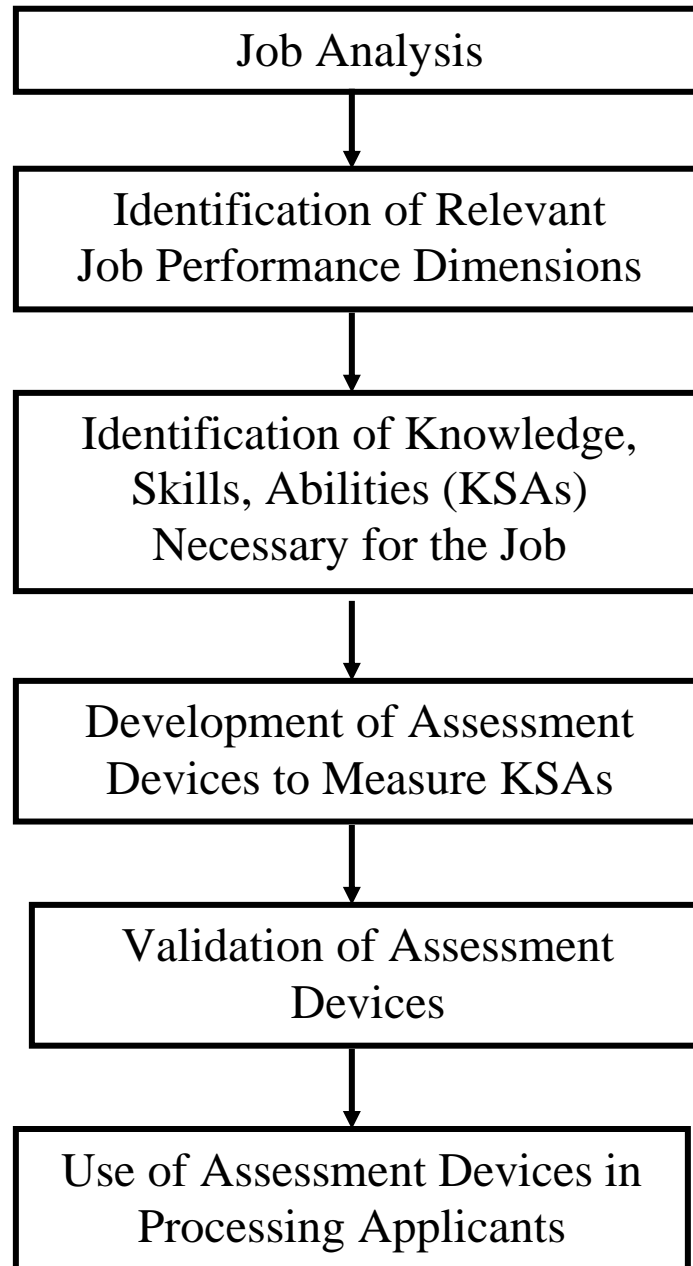 Job Analysis
Identification of Relevant
Job Performance Dimensions
Identification of Knowledge,
Skills, Abilities (KSAs)
Necessary for the Job
Development of Assessment
Devices to Measure KSAs
Validation of Assessment
Devices
Use of Assessment Devices in
Processing Applicants